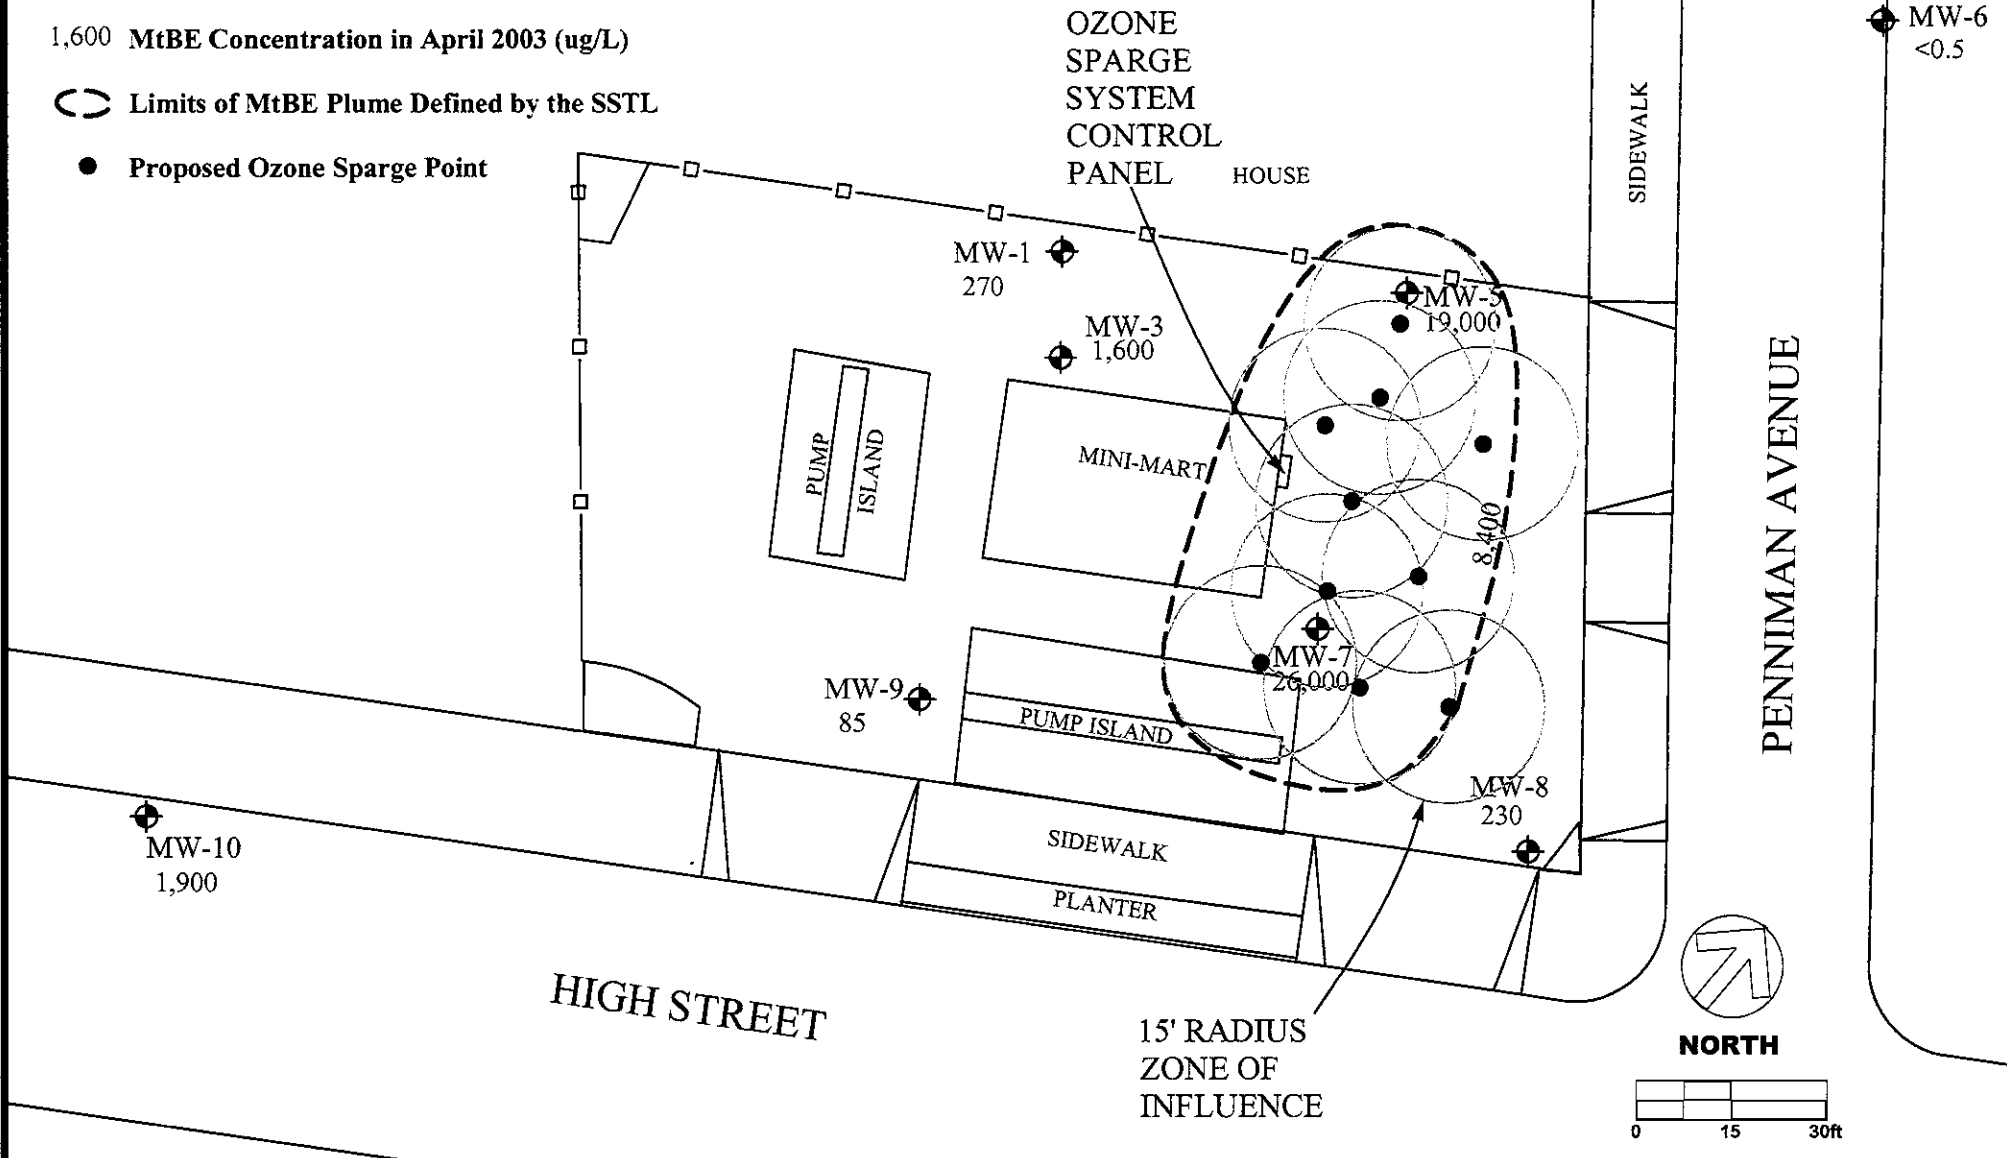 1,600 MtBE Concentration in April 2003 (ug/L)
Limits of MtBE Plume Defined by the SSTL
Proposed Ozone Sparge Point
OZONE
SPARGE
SYSTEM
CONTROL
PANEL
HOUSE
MW-6
<0.5
SIDEWALK
MW-1
270
MW-3
1,600
MW-5
19,000
PUMP
ISLAND
MINI-MART
8,400
PENNIMAN AVENUE
MW-7
26,000
MW-9
85
PUMP ISLAND
MW-8
230
MW-10
1,900
SIDEWALK
PLANTER
HIGH STREET
15' RADIUS
ZONE OF
INFLUENCE
NORTH
0 15 30ft